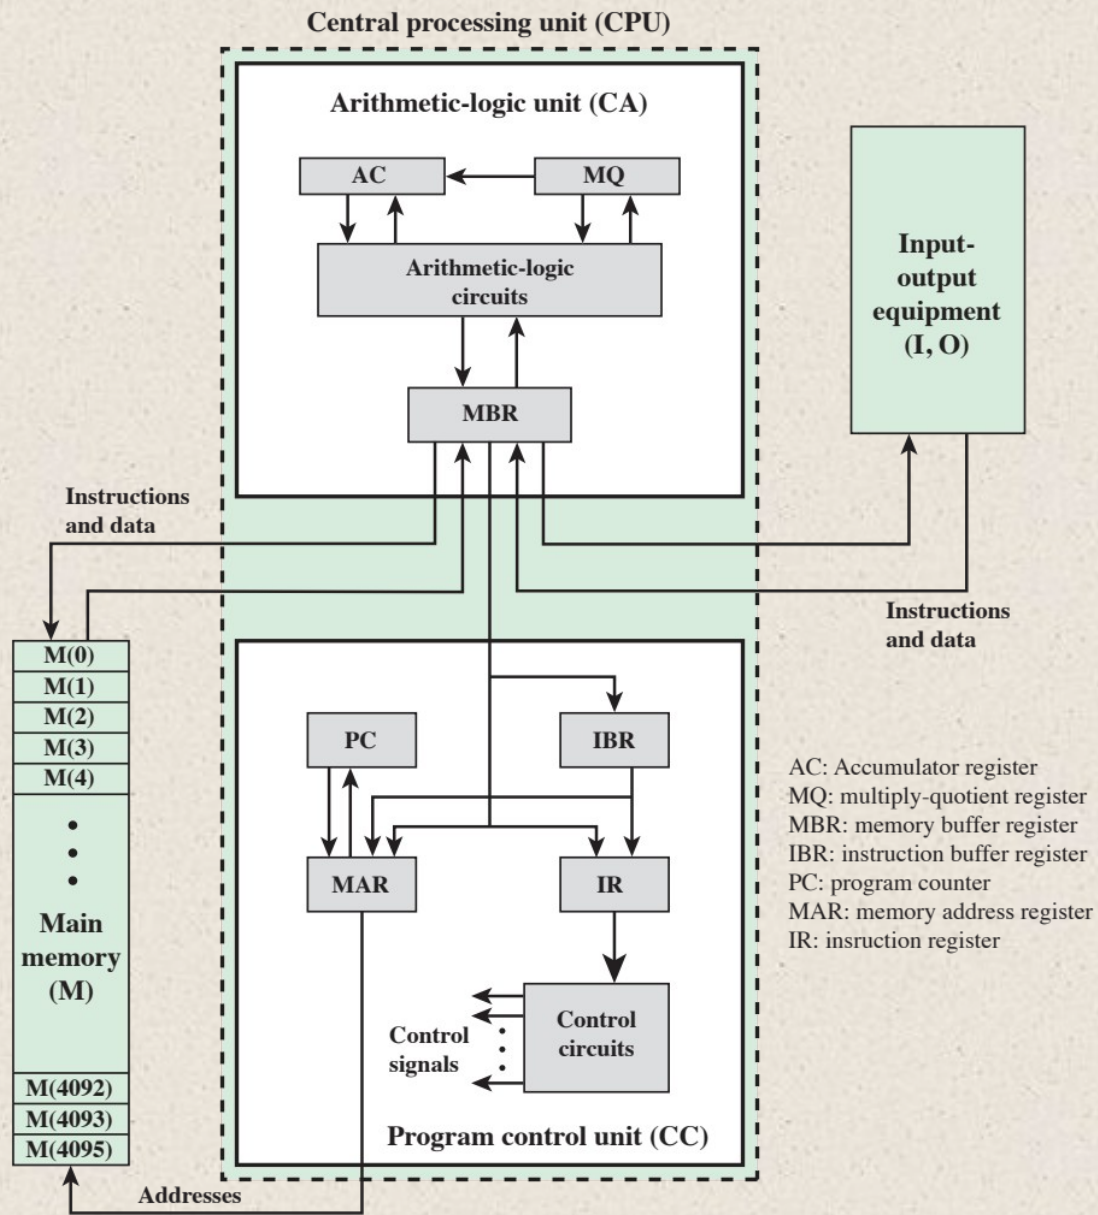 Central processing unit (CPU)
Arithmetic-logic unit (CA)
AC
MQ
Arithmetic-logic
circuits
MBR
Input-
output
equipment
(I, O)
Instructions
and data
Instructions
and data
M(0)
M(1)
M(2)
M(3)
M(4)
Main
memory
(M)
M(4092)
M(4093)
M(4095)
PC
IBR
MAR
IR
Control
circuits
Control
signals
Program control unit (CC)
Addresses
AC: Accumulator register
MQ: multiply-quotient register
MBR: memory buffer register
IBR: instruction buffer register
PC: program counter
MAR: memory address register
IR: insruction register